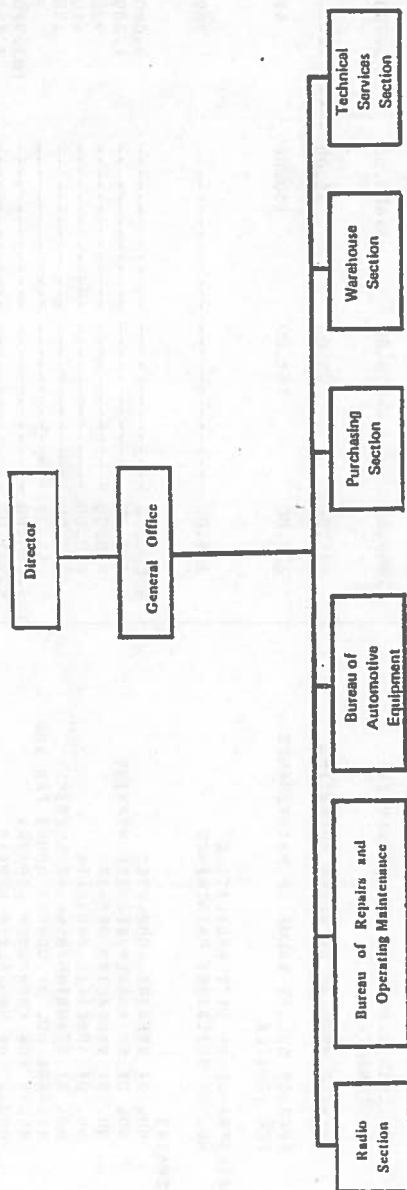 Director
General Office
Radio
Section
Bureau of Repairs and
Operating Maintenance
Bureau of
Automotive
Equipment
Purchasing
Section
Warehouse
Section
Technical
Services
Section